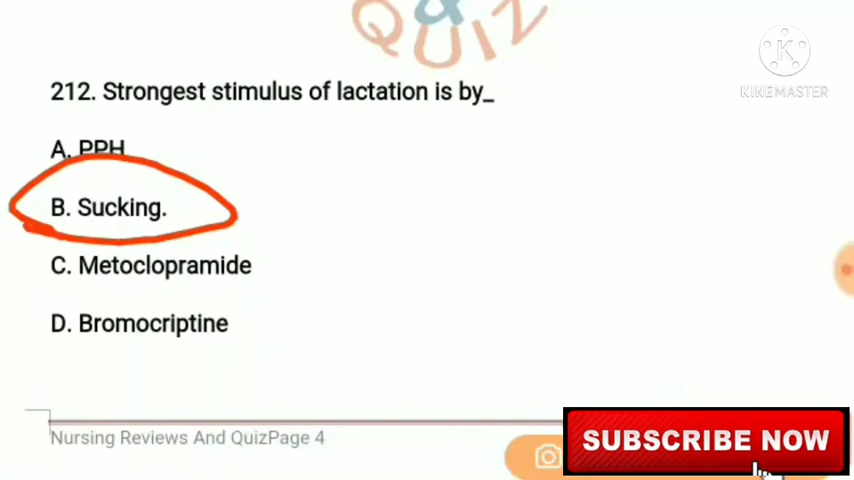 &
QUIZ
KINEMASTER
212. Strongest stimulus of lactation is by_
A. PPH
B. Sucking.
C. Metoclopramide
D. Bromocriptine
Nursing Reviews And QuizPage 4
SUBSCRIBE NOW